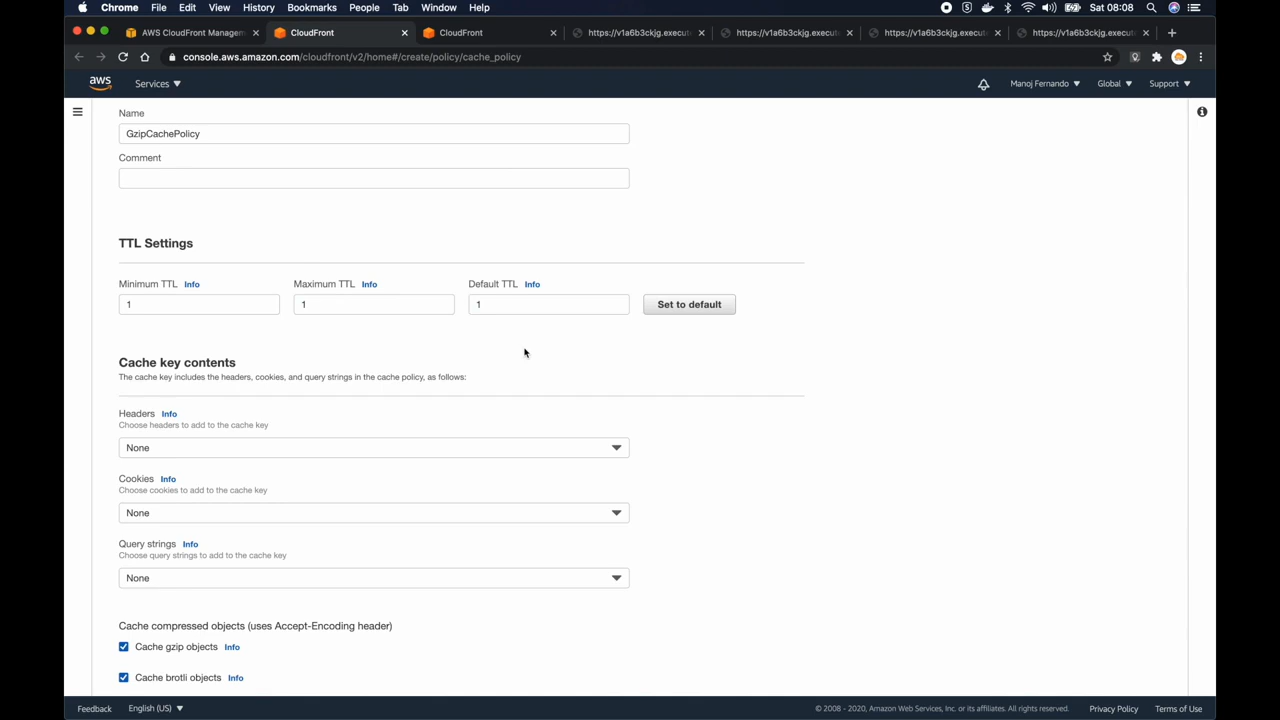 Chrome File Edit View History Bookmarks People Tab Window Help Sat 08:08
AWS CloudFront Managem CloudFront CloudFront https://v1a6b3ckjg.execut https://v1a6b3ckjg.execut https://v1a6b3ckjg.execut https://v1a6b3ckjg.execut
console.aws.amazon.com/cloudfront/v2/home#/create/policy/cache_policy
aws Services Manoj Fernando Global Support
Name
GzipCachePolicy
Comment
TTL Settings
Minimum TTL Info Maximum TTL Info Default TTL Info
1 1 1 Set to default
Cache key contents
The cache key includes the headers, cookies, and query strings in the cache policy, as follows:
Headers Info
Choose headers to add to the cache key
None
Cookies Info
Choose cookies to add to the cache key
None
Query strings Info
Choose query strings to add to the cache key
None
Cache compressed objects (uses Accept-Encoding header)
Cache gzip objects Info
Cache brotli objects Info
Feedback English (US) © 2008 - 2020, Amazon Web Services, Inc. or its affiliates. All rights reserved. Privacy Policy Terms of Use